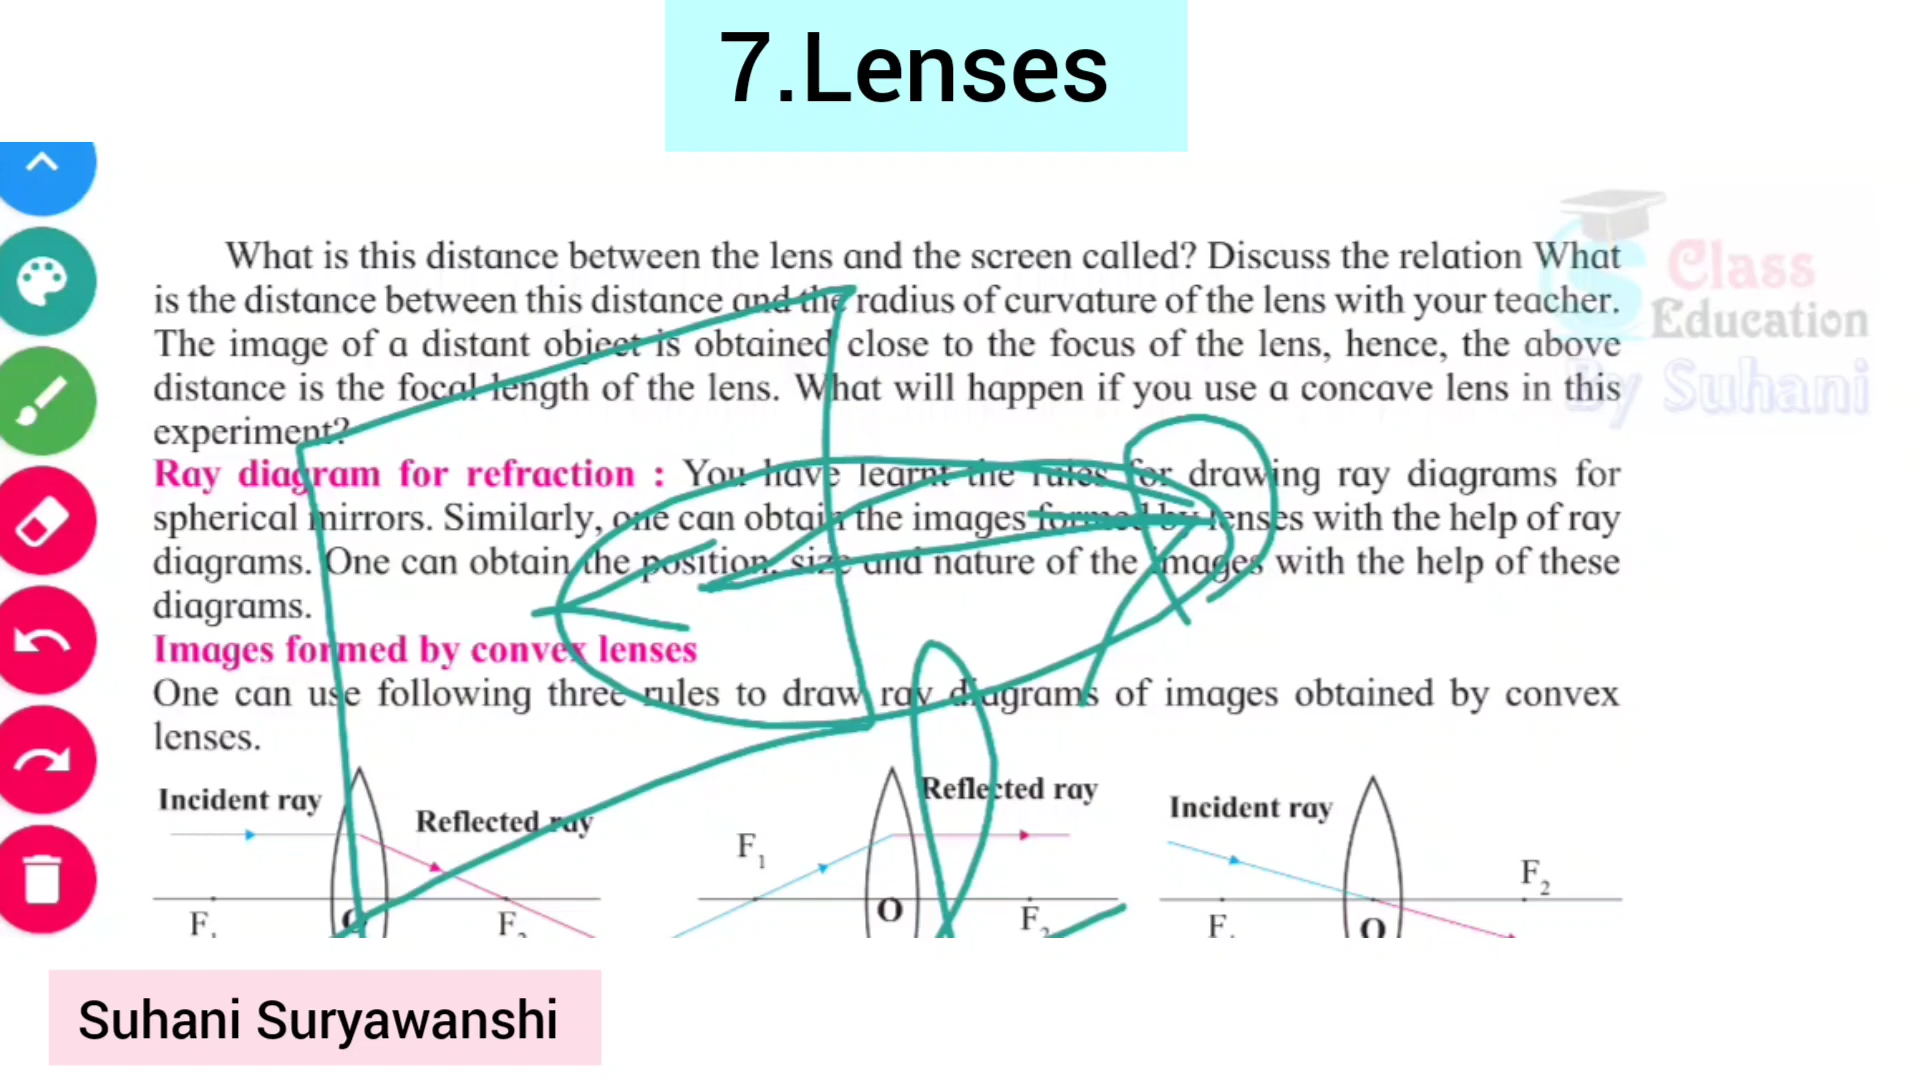 7.Lenses
Class
Education
By Suhani
What is this distance between the lens and the screen called? Discuss the relation What
is the distance between this distance and the radius of curvature of the lens with your teacher.
The image of a distant object is obtained close to the focus of the lens, hence, the above
distance is the focal length of the lens. What will happen if you use a concave lens in this
experiment?
Ray diagram for refraction : You have learnt the rules for drawing ray diagrams for
spherical mirrors. Similarly, one can obtain the images formed by lenses with the help of ray
diagrams. One can obtain the position, size and nature of the images with the help of these
diagrams.
Images formed by convex lenses
One can use following three rules to draw ray diagrams of images obtained by convex
lenses.
Incident ray
Reflected ray
F
O
F
Reflected ray
F1
O
F2
Incident ray
F2
F
O
Suhani Suryawanshi